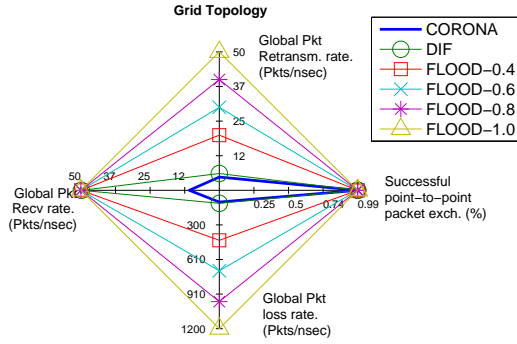 Grid Topology
Global Pkt
Retransm. rate.
(Pkts/nsec)
50
37
25
12
CORONA
DIF
FLOOD−0.4
FLOOD−0.6
FLOOD−0.8
FLOOD−1.0
50
37
25
12
Global Pkt
Recv rate.
(Pkts/nsec)
0.25
0.5
0.74
0.99
Successful
point−to−point
packet exch. (%)
300
610
910
1200
Global Pkt
loss rate.
(Pkts/nsec)